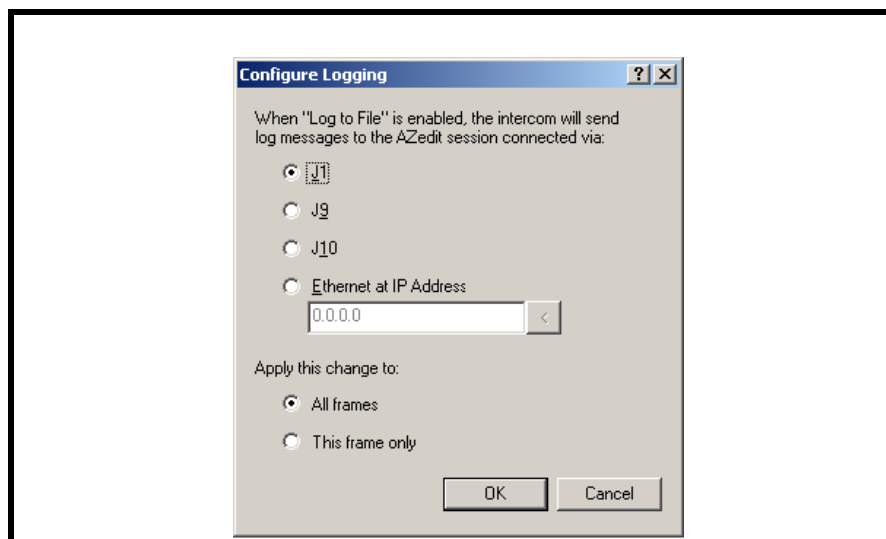 Configure Logging
When "Log to File" is enabled, the intercom will send
log messages to the AZedit session connected via:
J1
J9
J10
Ethernet at IP Address
0.0.0.0
<
Apply this change to:
All frames
This frame only
OK Cancel